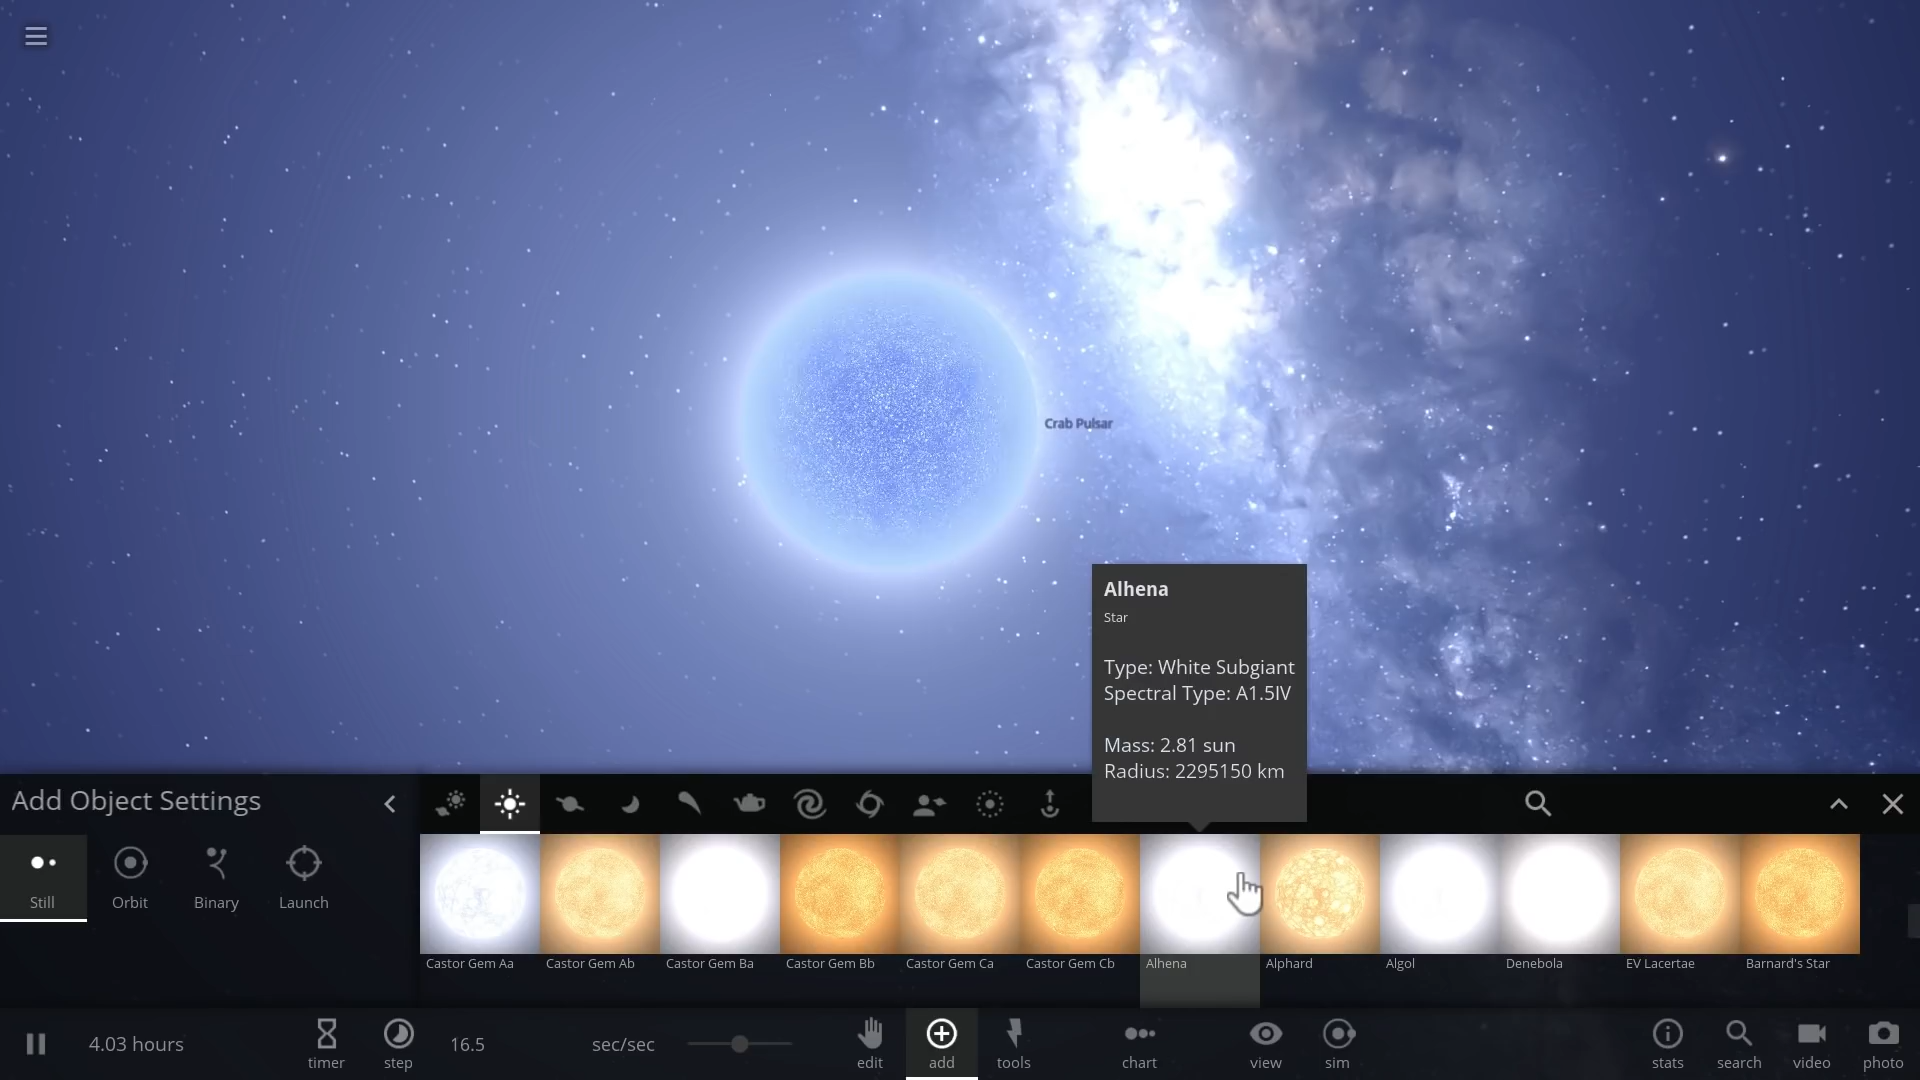 Crab Pulsar
Alhena
Star
Type: White Subgiant
Spectral Type: A1.5IV
Mass: 2.81 sun
Radius: 2295150 km
Add Object Settings
Still
Orbit
Binary
Launch
Castor Gem Aa
Castor Gem Ab
Castor Gem Ba
Castor Gem Bb
Castor Gem Ca
Castor Gem Cb
Alhena
Alphard
Algol
Denebola
EV Lacertae
Barnard's Star
4.03 hours
timer
step
16.5
sec/sec
edit
add
tools
chart
view
sim
stats
search
video
photo